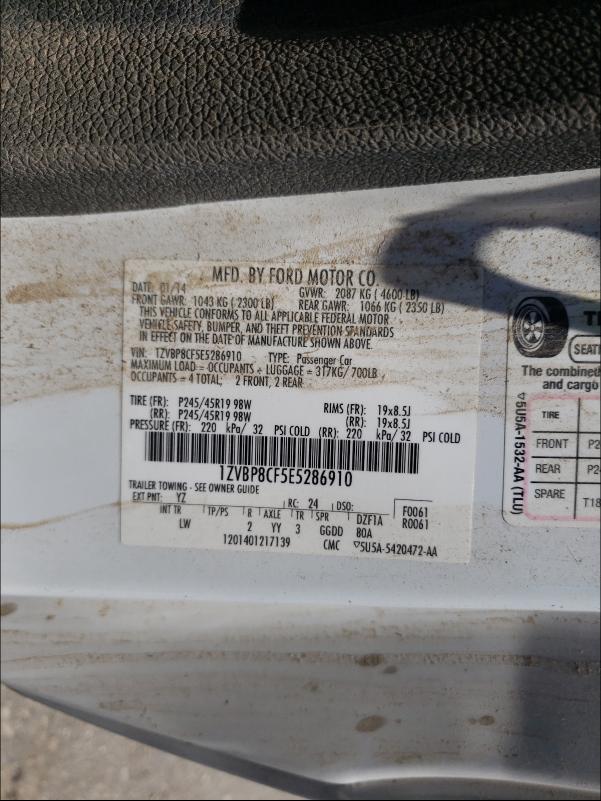 MFD. BY FORD MOTOR CO.
DATE: 01/14 GVWR: 2087 KG ( 4600 LB)
FRONT GAWR: 1043 KG ( 2300 LB) REAR GAWR: 1066 KG ( 2350 LB)
THIS VEHICLE CONFORMS TO ALL APPLICABLE FEDERAL MOTOR
VEHICLE SAFETY, BUMPER, AND THEFT PREVENTION STANDARDS
IN EFFECT ON THE DATE OF MANUFACTURE SHOWN ABOVE.
VIN: 1ZVBP8CF5E5286910 TYPE: Passenger Car
MAXIMUM LOAD = OCCUPANTS + LUGGAGE = 317KG/ 700LB
OCCUPANTS = 4 TOTAL; 2 FRONT, 2 REAR
TIRE (FR): P245/45R19 98W RIMS (FR): 19x8.5J
(RR): P245/45R19 98W (RR): 19x8.5J
PRESSURE (FR): 220 kPa/ 32 PSI COLD (RR): 220 kPa/ 32 PSI COLD
1ZVBP8CF5E5286910
TRAILER TOWING - SEE OWNER GUIDE
EXT PNT: YZ RC: 24 DSO: F0061
INT TR TP/PS R AXLE TR SPR DZF1A R0061
LW 2 YY 3 GGDD 80A
1201401217139 CMC ▽5U5A-5420472-AA
SEATI
The combined
and cargo
TIRE
FRONT P2
REAR P2
SPARE T18
▽5U5A-1532-AA (TLU)